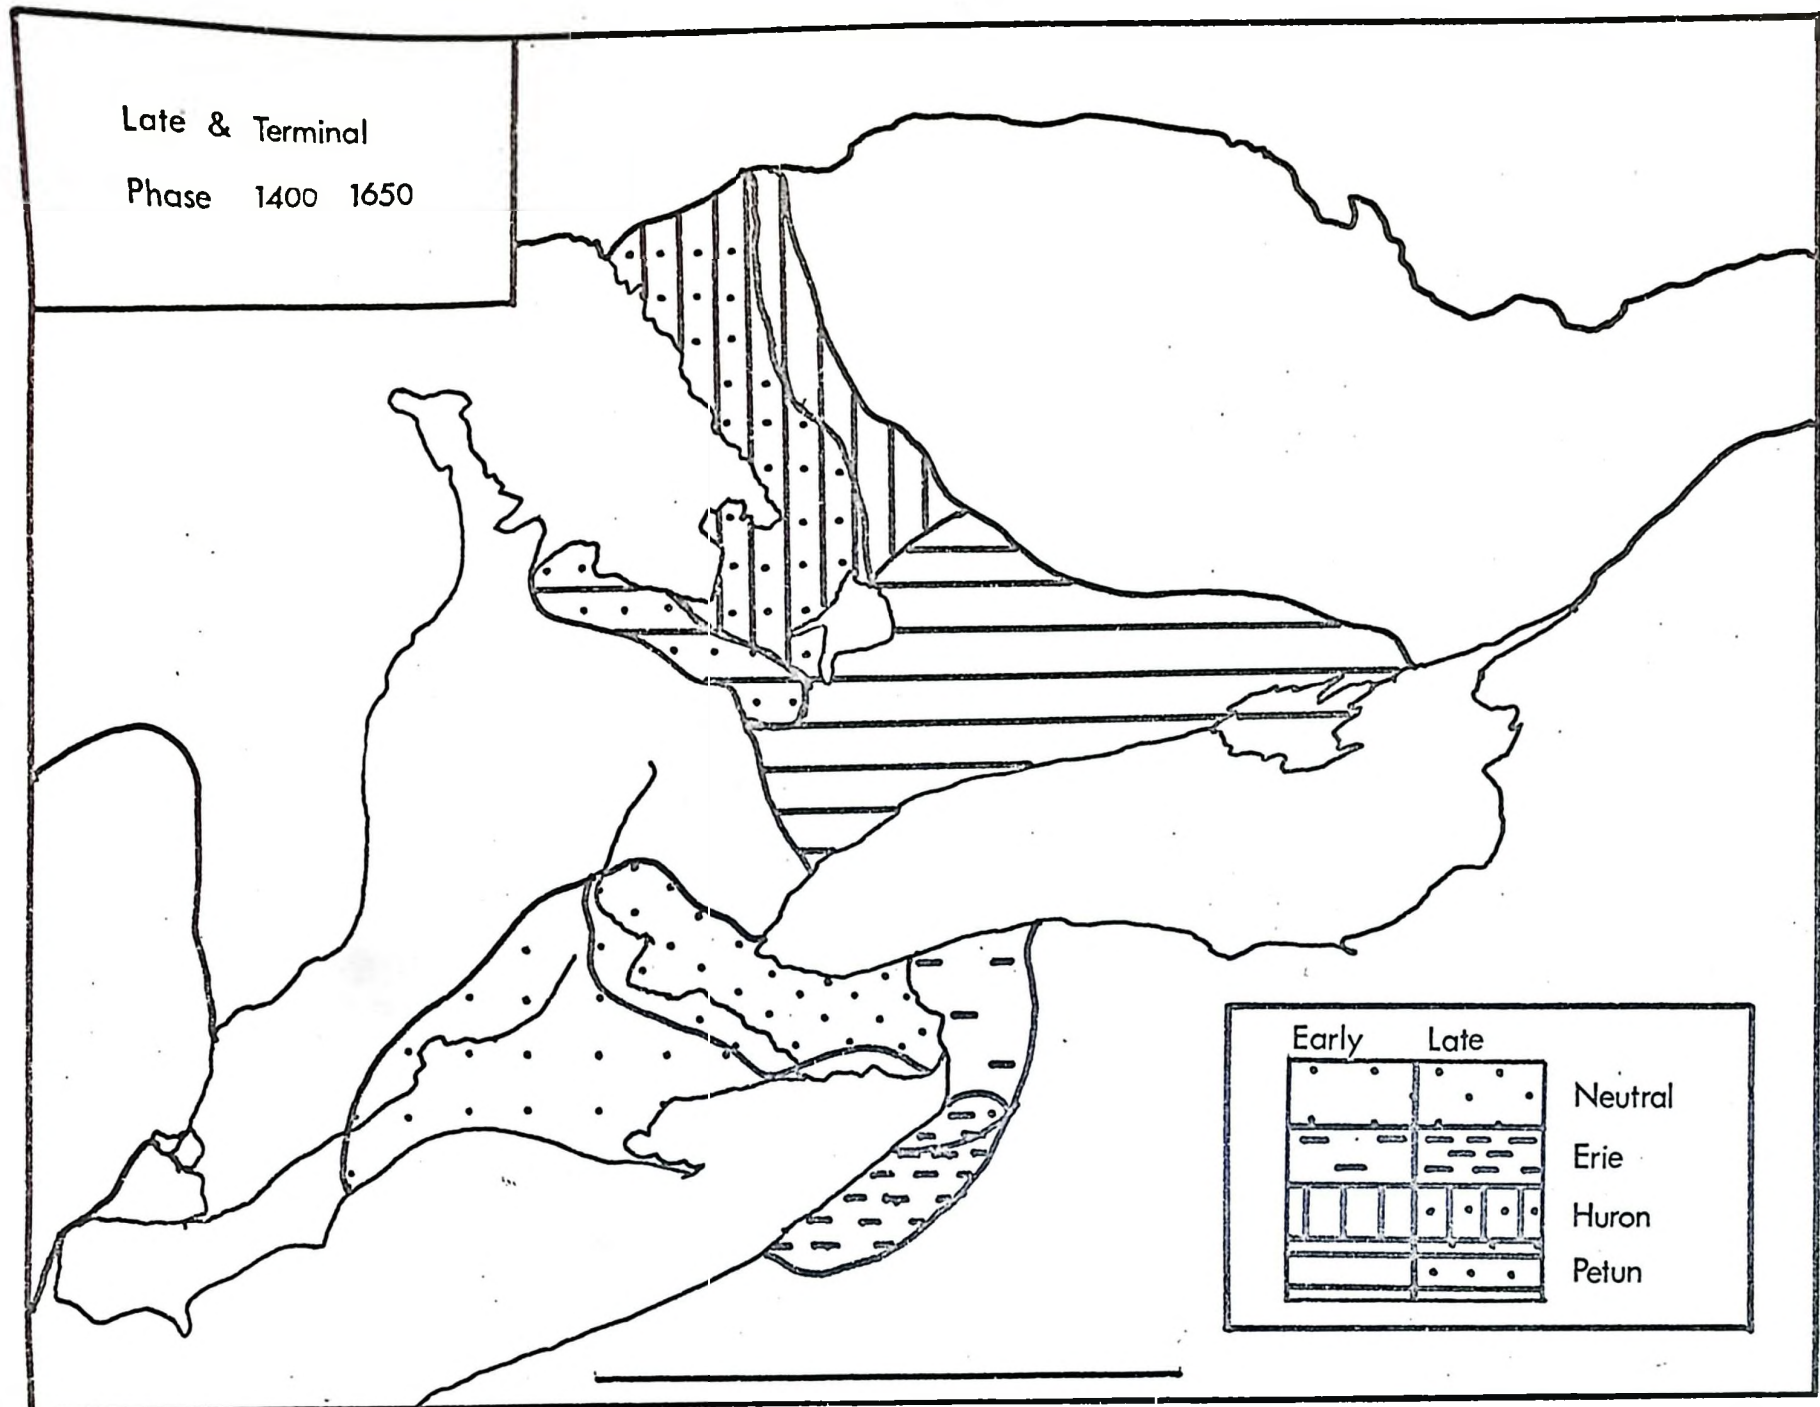 Late & Terminal
Phase 1400 1650
Early Late
Neutral
Erie
Huron
Petun